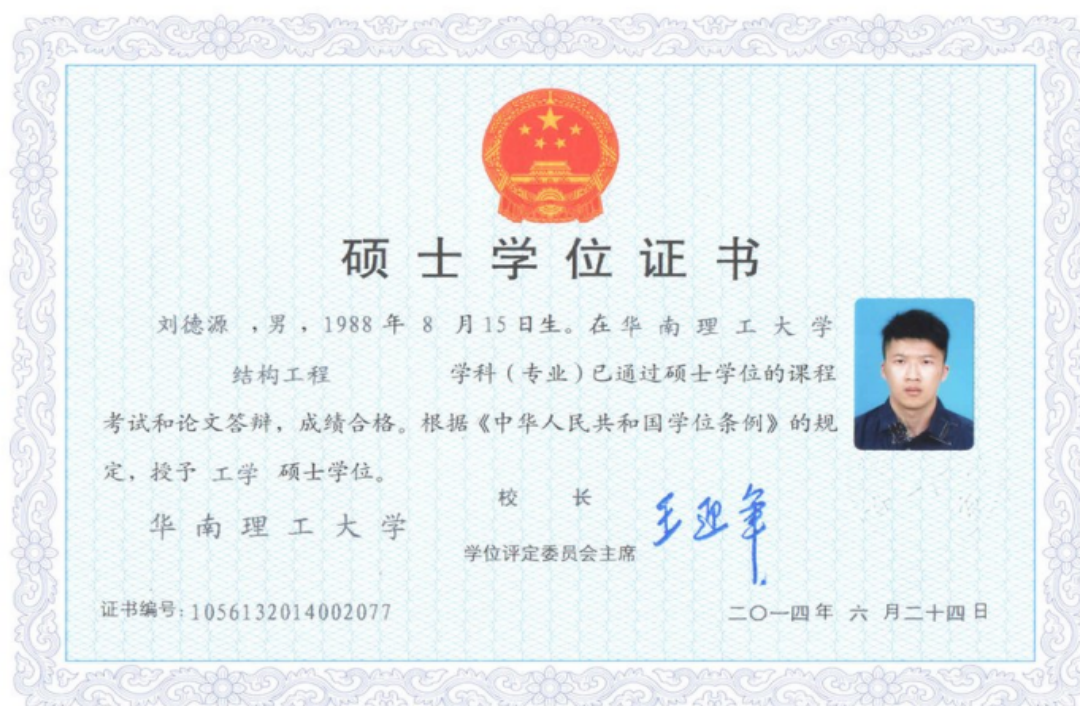 硕士学位证书
刘德源，男，1988年8月15日生。在华南理工大学
结构工程 学科（专业）已通过硕士学位的课程
考试和论文答辩，成绩合格。根据《中华人民共和国学位条例》的规
定，授予 工学 硕士学位。
校 长
华南理工大学
学位评定委员会主席
证书编号：1056132014002077
二〇一四年 六 月二十四日